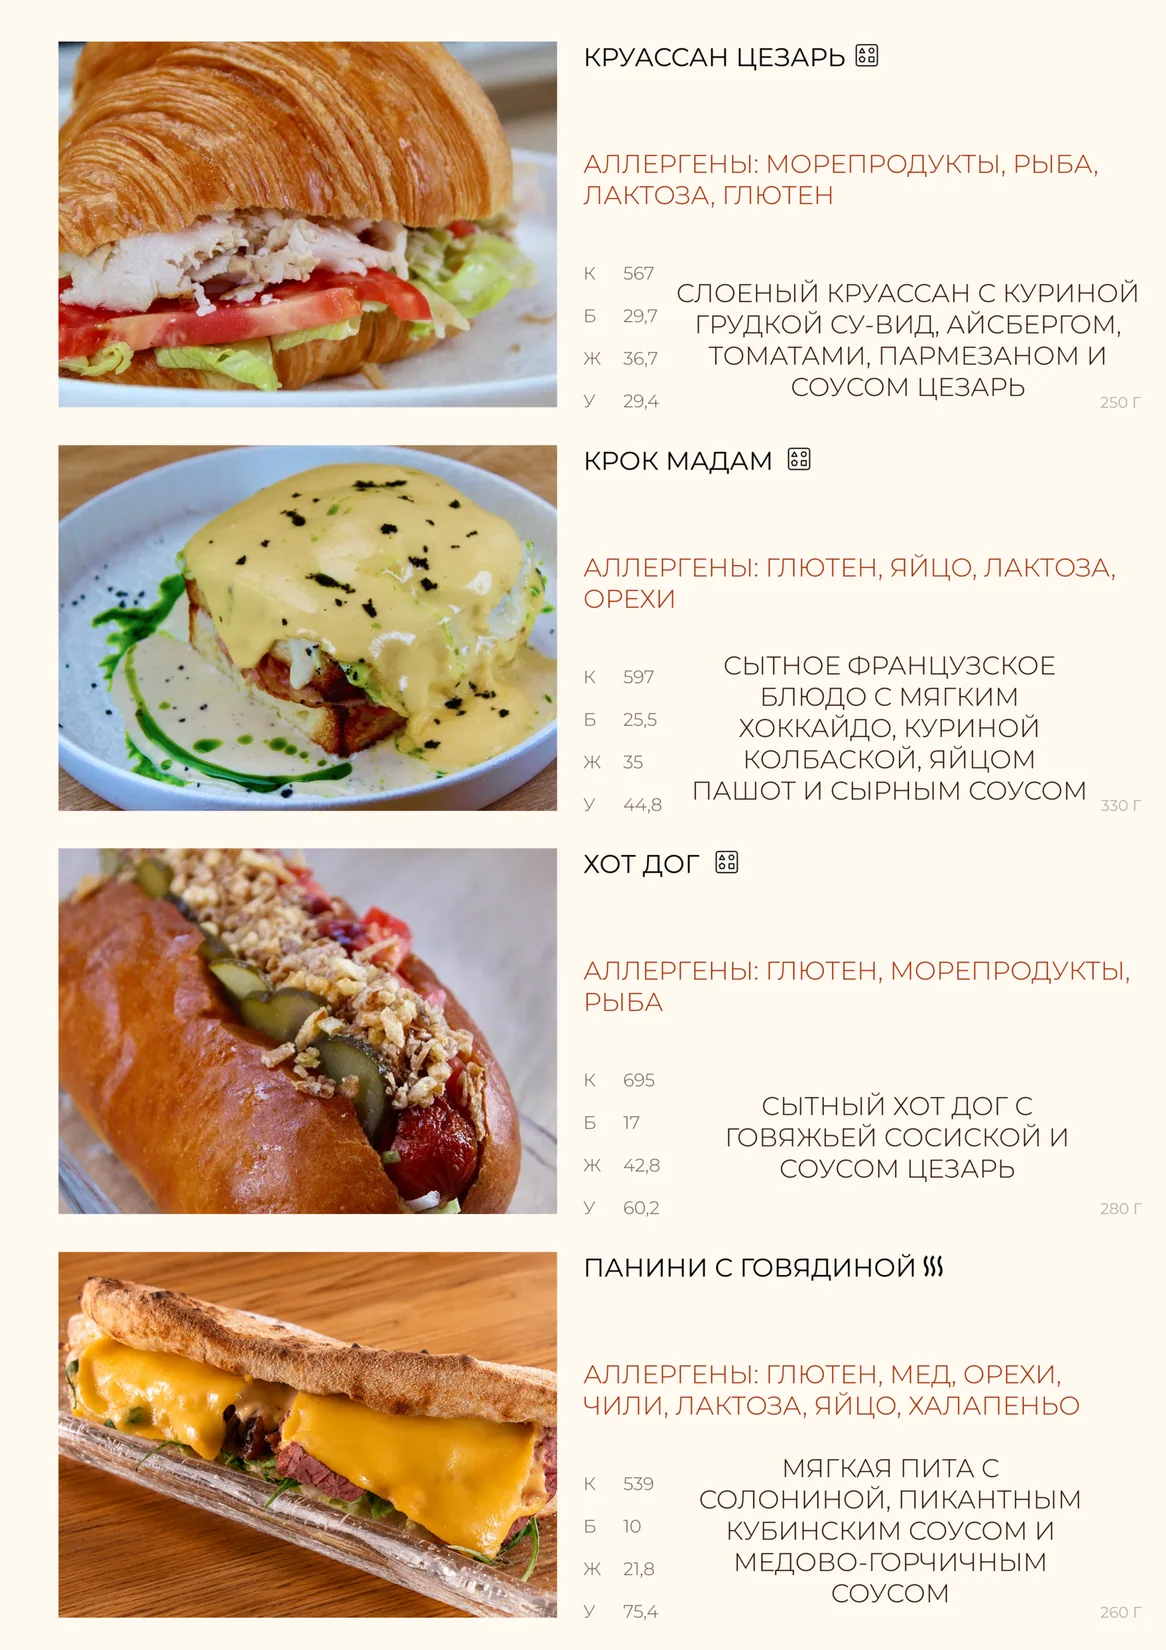 КРУАССАН ЦЕЗАРЬ
АЛЛЕРГЕНЫ: МОРЕПРОДУКТЫ, РЫБА,
ЛАКТОЗА, ГЛЮТЕН
К 567
Б 29,7
Ж 36,7
У 29,4
СЛОЕНЫЙ КРУАССАН С КУРИНОЙ
ГРУДКОЙ СУ-ВИД, АЙСБЕРГОМ,
ТОМАТАМИ, ПАРМЕЗАНОМ И
СОУСОМ ЦЕЗАРЬ
250 Г
КРОК МАДАМ
АЛЛЕРГЕНЫ: ГЛЮТЕН, ЯЙЦО, ЛАКТОЗА,
ОРЕХИ
К 597
Б 25,5
Ж 35
У 44,8
СЫТНОЕ ФРАНЦУЗСКОЕ
БЛЮДО С МЯГКИМ
ХОККАЙДО, КУРИНОЙ
КОЛБАСКОЙ, ЯЙЦОМ
ПАШОТ И СЫРНЫМ СОУСОМ
330 Г
ХОТ ДОГ
АЛЛЕРГЕНЫ: ГЛЮТЕН, МОРЕПРОДУКТЫ,
РЫБА
К 695
Б 17
Ж 42,8
У 60,2
СЫТНЫЙ ХОТ ДОГ С
ГОВЯЖЬЕЙ СОСИСКОЙ И
СОУСОМ ЦЕЗАРЬ
280 Г
ПАНИНИ С ГОВЯДИНОЙ
АЛЛЕРГЕНЫ: ГЛЮТЕН, МЕД, ОРЕХИ,
ЧИЛИ, ЛАКТОЗА, ЯЙЦО, ХАЛАПЕНЬО
К 539
Б 10
Ж 21,8
У 75,4
МЯГКАЯ ПИТА С
СОЛОНИНОЙ, ПИКАНТНЫМ
КУБИНСКИМ СОУСОМ И
МЕДОВО-ГОРЧИЧНЫМ
СОУСОМ
260 Г